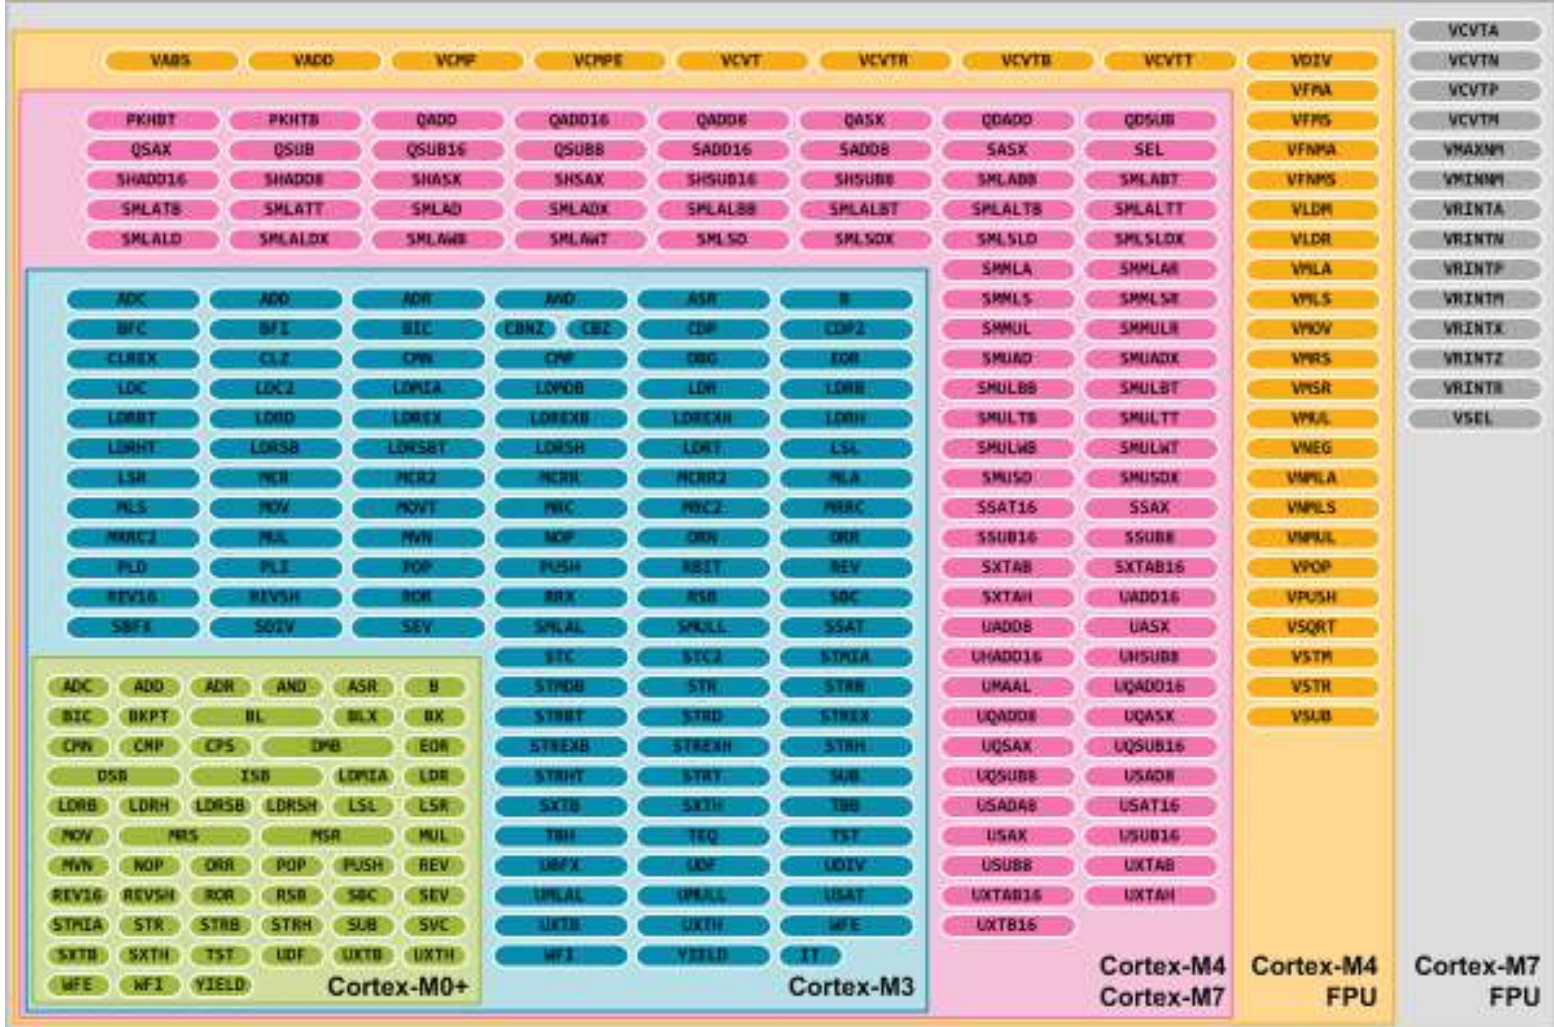 VCVTA
VABS VADD VCMP VCMPE VCVT VCVTR VCVTB VCVTT VDIV VCVTN
VFMA VCVTP
PKHBT PKHTB QADD QADD16 QADD8 QASX QDADD QDSUB VFMS VCVTM
QSAX QSUB QSUB16 QSUB8 SADD16 SADD8 SASX SEL VFNMA VMAXNM
SHADD16 SHADD8 SHASX SHSAX SHSUB16 SHSUB8 SMLABB SMLABT VFNMS VMINNM
SMLATB SMLATT SMLAD SMLADX SMLALBB SMLALBT SMLALTB SMLALTT VLDM VRINTA
SMLALD SMLALDX SMLAWB SMLAWT SMLSD SMLSDX SMLSLD SMLSLDX VLDR VRINTN
SMMLA SMMLAR VMLA VRINTP
ADC ADD ADR AND ASR B SMMLS SMMLSR VMLS VRINTM
BFC BFI BIC CBNZ CBZ CDP CDP2 SMMUL SMMULR VMOV VRINTX
CLREX CLZ CMN CMP DBG EOR SMUAD SMUADX VMRS VRINTZ
LDC LDC2 LDMIA LDMDB LDR LDRB SMULBB SMULBT VMSR VRINTR
LDRBT LDRD LDREX LDREXB LDREXH LDRH SMULTB SMULTT VMUL VSEL
LDRHT LDRSB LDRSBT LDRSH LDRT LSL SMULWB SMULWT VNEG
LSR MCR MCR2 MCRR MCRR2 MLA SMUSD SMUSDX VNMLA
MLS MOV MOVT MRC MRC2 MRRC SSAT16 SSAX VNMLS
MRRC2 MUL MVN NOP ORN ORR SSUB16 SSUB8 VNMUL
PLD PLI POP PUSH RBIT REV SXTAB SXTAB16 VPOP
REV16 REVSH ROR RRX RSB SBC SXTAH UADD16 VPUSH
SBFX SDIV SEV SMLAL SMULL SSAT UADD8 UASX VSQRT
STC STC2 STMIA UHADD16 UHSUB8 VSTM
ADC ADD ADR AND ASR B STMDB STR STRB UMAAL UQADD16 VSTR
BIC BKPT BL BLX BX STRBT STRD STREX UQADD8 UQASX VSUB
CMN CMP CPS DMB EOR STREXB STREXH STRH UQSAX UQSUB16
DSB ISB LDMIA LDR STRHT STRT SUB UQSUB8 USAD8
LDRB LDRH LDRSB LDRSH LSL LSR SXTB SXTH TBB USADA8 USAT16
MOV MRS MSR MUL TBH TEQ TST USAX USUB16
MVN NOP ORR POP PUSH REV UBFX UDF UDIV USUB8 UXTAB
REV16 REVSH ROR RSB SBC SEV UMLAL UMULL USAT UXTAB16 UXTAH
STMIA STR STRB STRH SUB SVC UXTB UXTH WFE UXTB16
SXTB SXTH TST UDF UXTB UXTH WFI YIELD IT
WFE WFI YIELD
Cortex-M0+
Cortex-M3
Cortex-M4
Cortex-M7
Cortex-M4
FPU
Cortex-M7
FPU